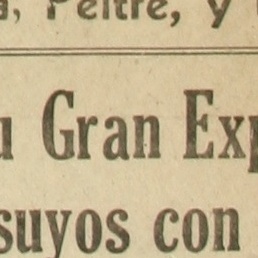 Peltre, y
Gran Exp
suyos con